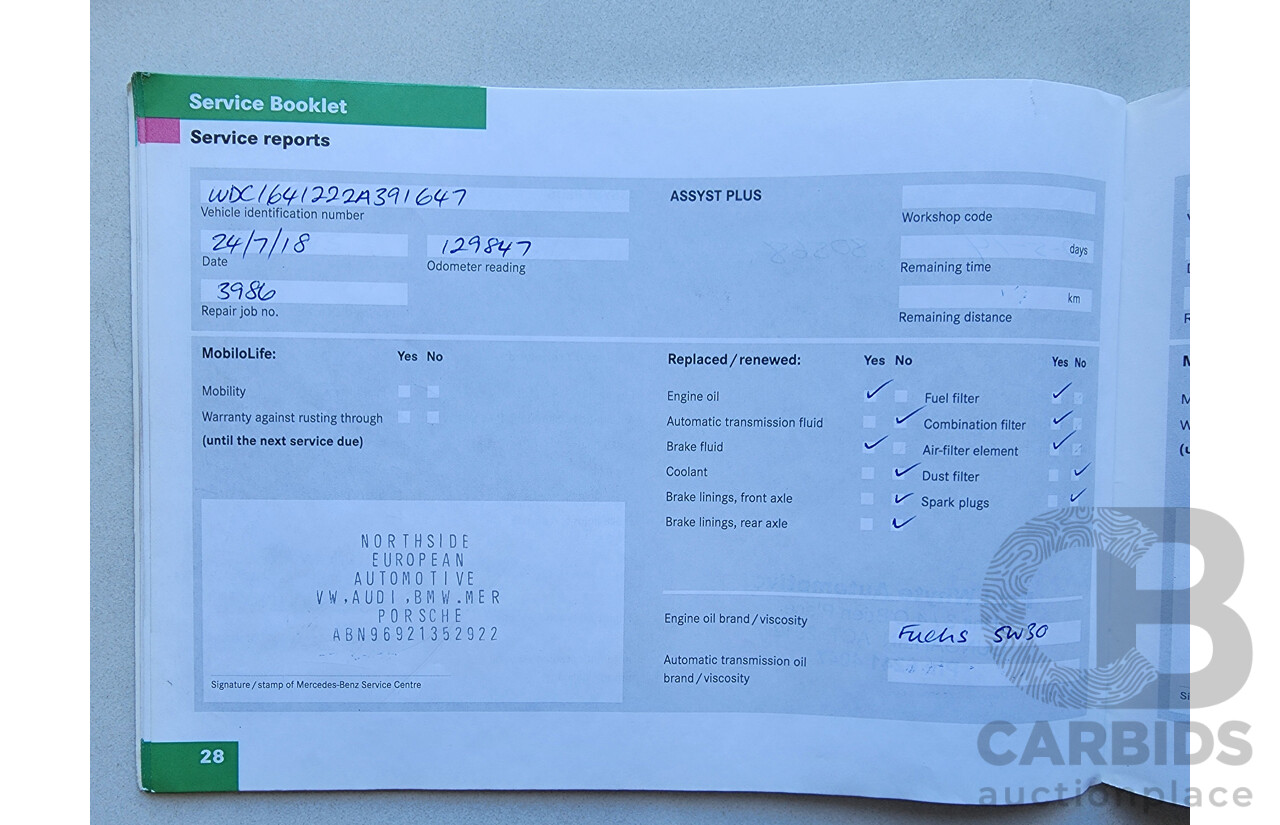 Service Booklet
Service reports
WDC1641222A391647
Vehicle identification number
24/7/18
Date
129847
Odometer reading
3986
Repair job no.
ASSYST PLUS
Workshop code
days
Remaining time
km
Remaining distance
MobiloLife: Yes No
Mobility
Warranty against rusting through
(until the next service due)
NORTHSIDE
EUROPEAN
AUTOMOTIVE
VW,AUDI,BMW.MER
PORSCHE
ABN96921352922
Signature/stamp of Mercedes-Benz Service Centre
Replaced/renewed: Yes No Yes No
Engine oil Fuel filter
Automatic transmission fluid Combination filter
Brake fluid Air-filter element
Coolant Dust filter
Brake linings, front axle Spark plugs
Brake linings, rear axle
Engine oil brand/viscosity
Fuchs 5W30
Automatic transmission oil
brand/viscosity
28
CB
CARBIDS
auctionplace